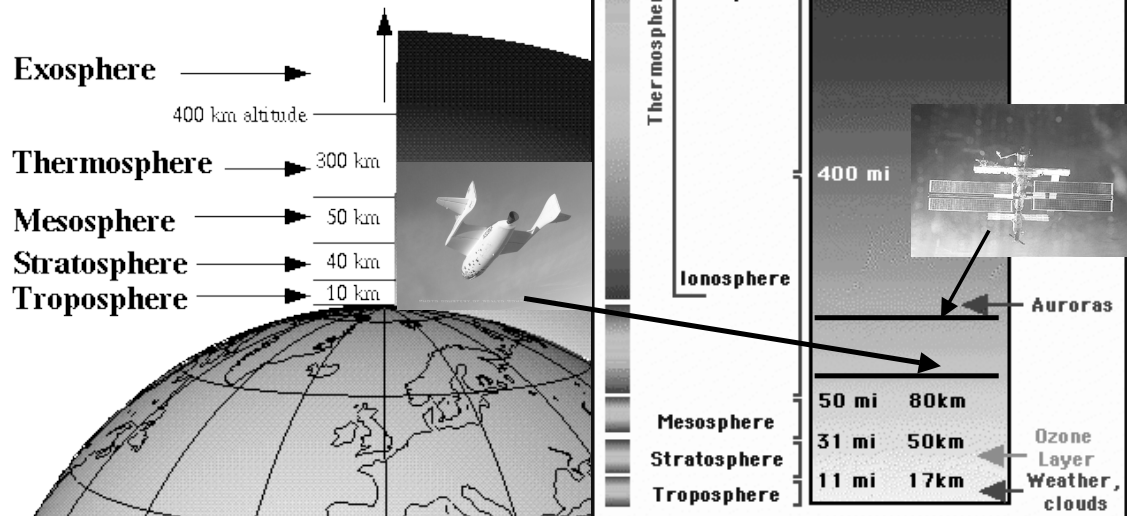 Exosphere
400 km altitude
Thermosphere
300 km
Mesosphere
50 km
Stratosphere
40 km
Troposphere
10 km
Thermospher
400 mi
Ionosphere
Auroras
50 mi 80km
Mesosphere
31 mi 50km
Ozone
Layer
Stratosphere
11 mi 17km
Weather,
clouds
Troposphere